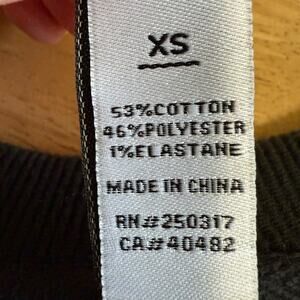 XS
53%COTTON
46%POLYESTER
1%ELASTANE
MADE IN CHINA
RN#250317
CA#40482